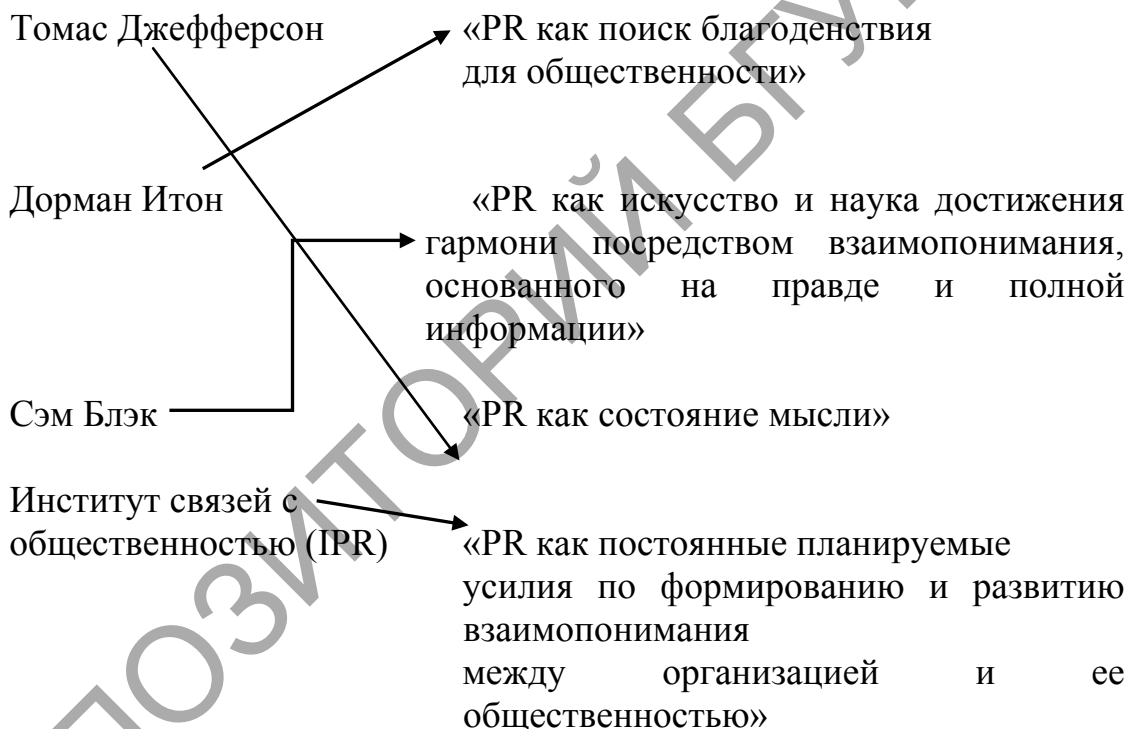 Томас Джефферсон
«PR как поиск благоденствия
для общественности»
Дорман Итон
«PR как искусство и наука достижения
гармони посредством взаимопонимания,
основанного на правде и полной
информации»
Сэм Блэк
«PR как состояние мысли»
Институт связей с
общественностью (IPR)
«PR как постоянные планируемые
усилия по формированию и развитию
взаимопонимания
между организацией и ее
общественностью»
ПОЗИТОРИЙ БГУ